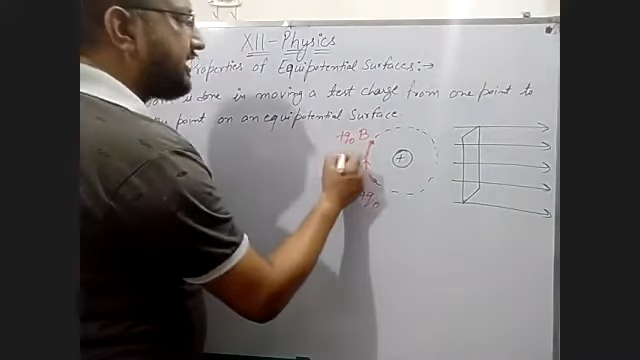 XII - Physics
Properties of Equipotential Surfaces:→
is done in moving a test charge from one point to
point on an equipotential Surface.
+q₀ B
+
+q₀